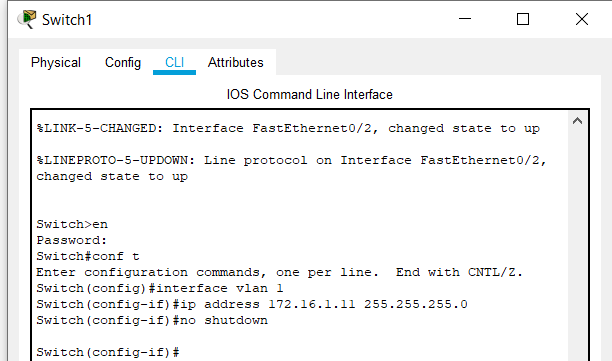 Switch1
Physical Config CLI Attributes
IOS Command Line Interface
%LINK-5-CHANGED: Interface FastEthernet0/2, changed state to up
%LINEPROTO-5-UPDOWN: Line protocol on Interface FastEthernet0/2,
changed state to up
Switch>en
Password:
Switch#conf t
Enter configuration commands, one per line.  End with CNTL/Z.
Switch(config)#interface vlan 1
Switch(config-if)#ip address 172.16.1.11 255.255.255.0
Switch(config-if)#no shutdown
Switch(config-if)#